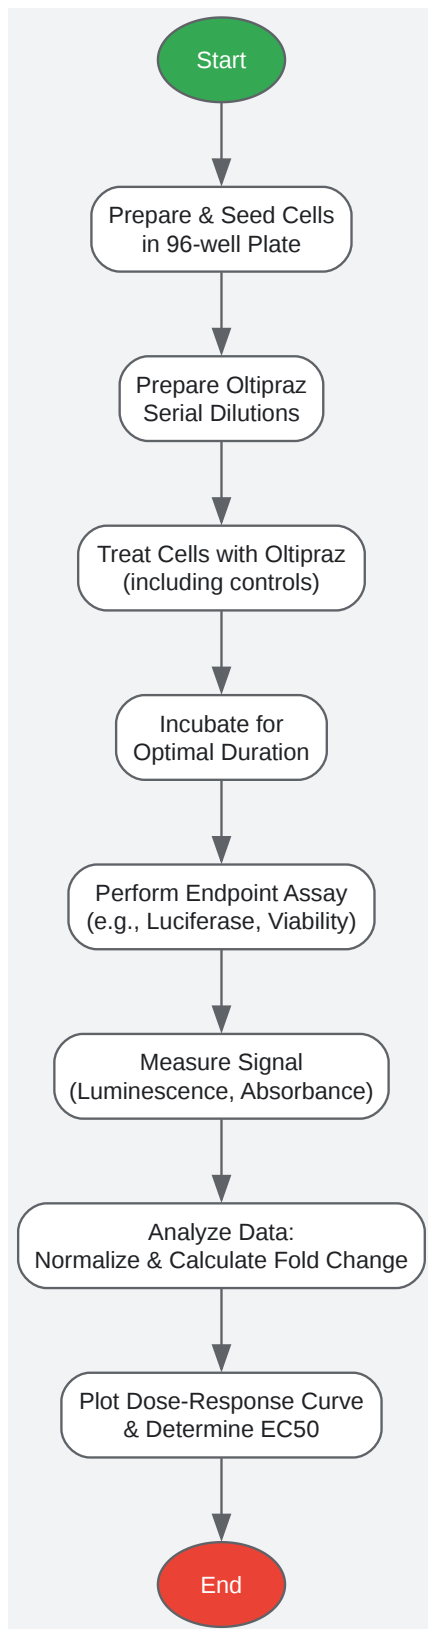 Start
Prepare & Seed Cells
in 96-well Plate
Prepare Oltipraz
Serial Dilutions
Treat Cells with Oltipraz
(including controls)
Incubate for
Optimal Duration
Perform Endpoint Assay
(e.g., Luciferase, Viability)
Measure Signal
(Luminescence, Absorbance)
Analyze Data:
Normalize & Calculate Fold Change
Plot Dose-Response Curve
& Determine EC50
End